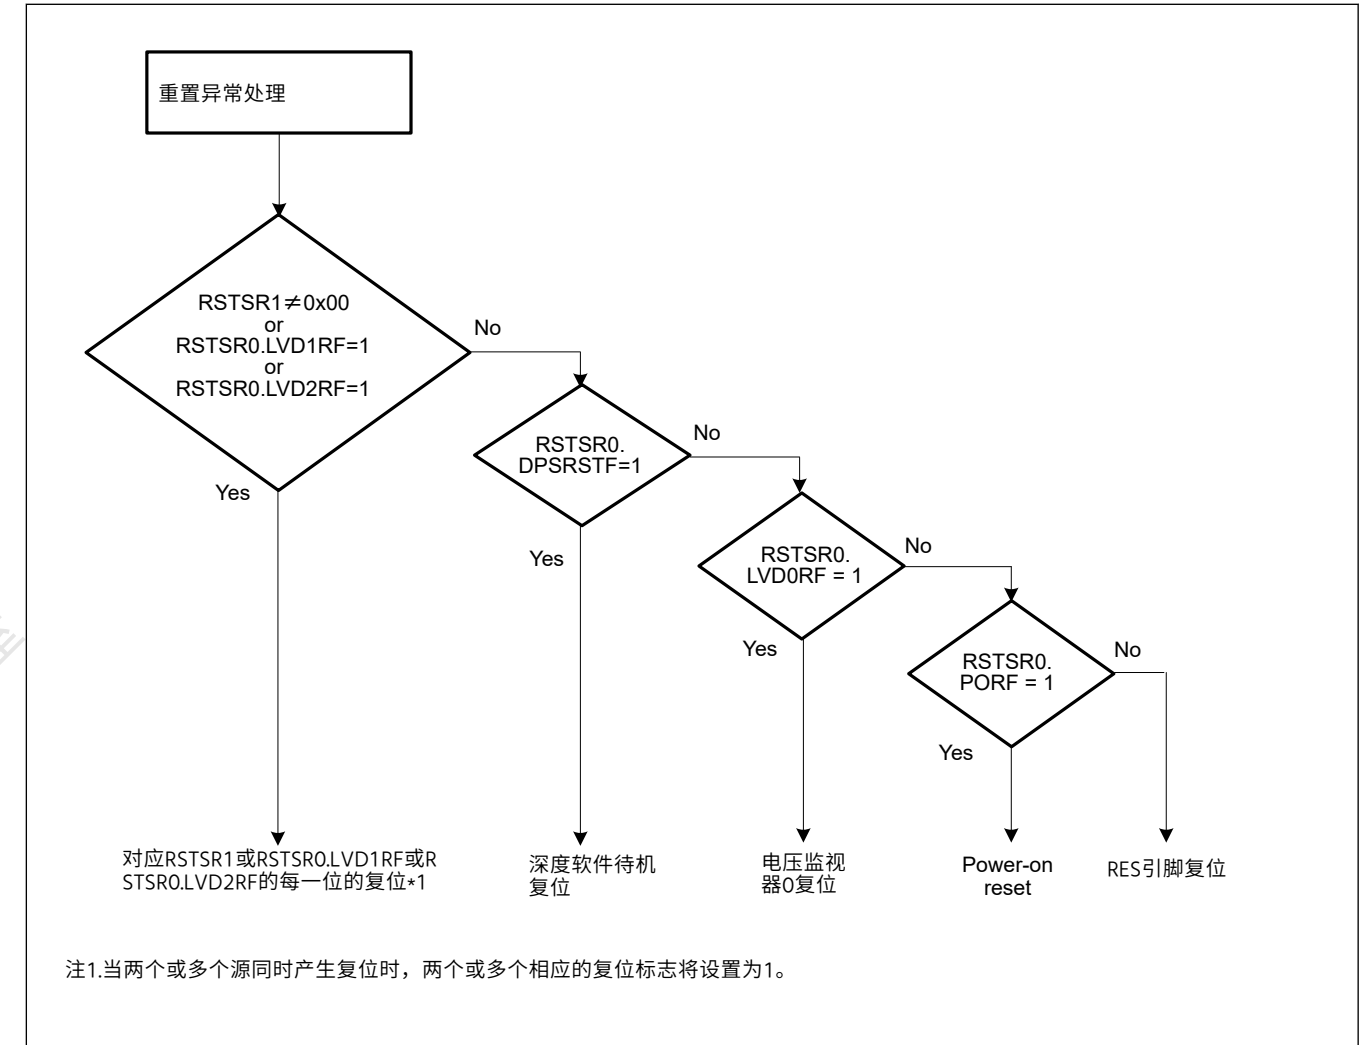 重置异常处理
RSTSR1≠0x00
or
RSTSR0.LVD1RF=1
or
RSTSR0.LVD2RF=1
No
Yes
RSTSR0.
DPSRSTF=1
No
Yes
RSTSR0.
LVD0RF = 1
No
Yes
RSTSR0.
PORF = 1
No
Yes
对应RSTSR1或RSTSR0.LVD1RF或R
STSR0.LVD2RF的每一位的复位*1
深度软件待机
复位
电压监视
器0复位
Power-on
reset
RES引脚复位
注1.当两个或多个源同时产生复位时，两个或多个相应的复位标志将设置为1。